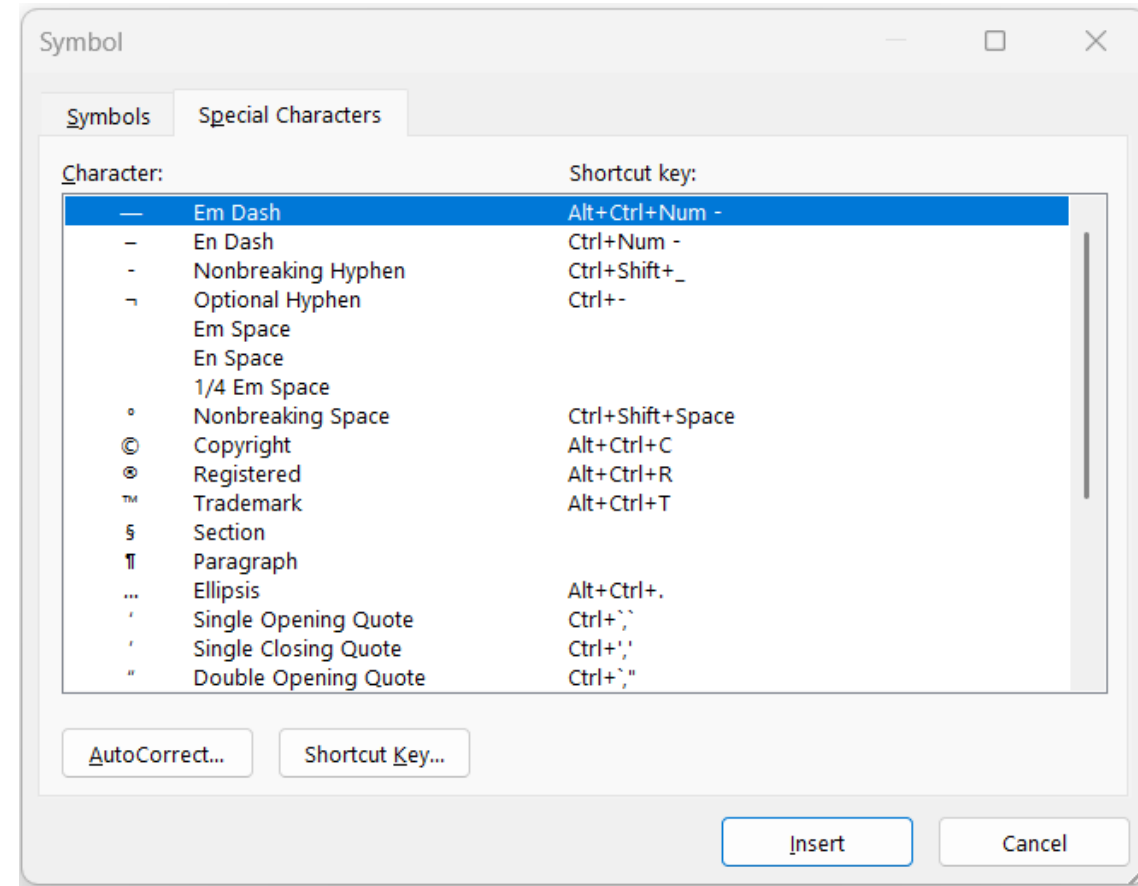 Symbol
Symbols Special Characters
Character: Shortcut key:
— Em Dash Alt+Ctrl+Num -
– En Dash Ctrl+Num -
- Nonbreaking Hyphen Ctrl+Shift+_
¬ Optional Hyphen Ctrl+-
Em Space
En Space
1/4 Em Space
° Nonbreaking Space Ctrl+Shift+Space
© Copyright Alt+Ctrl+C
® Registered Alt+Ctrl+R
™ Trademark Alt+Ctrl+T
§ Section
¶ Paragraph
… Ellipsis Alt+Ctrl+.
‘ Single Opening Quote Ctrl+`,`
’ Single Closing Quote Ctrl+','
“ Double Opening Quote Ctrl+`,"
AutoCorrect... Shortcut Key...
Insert Cancel